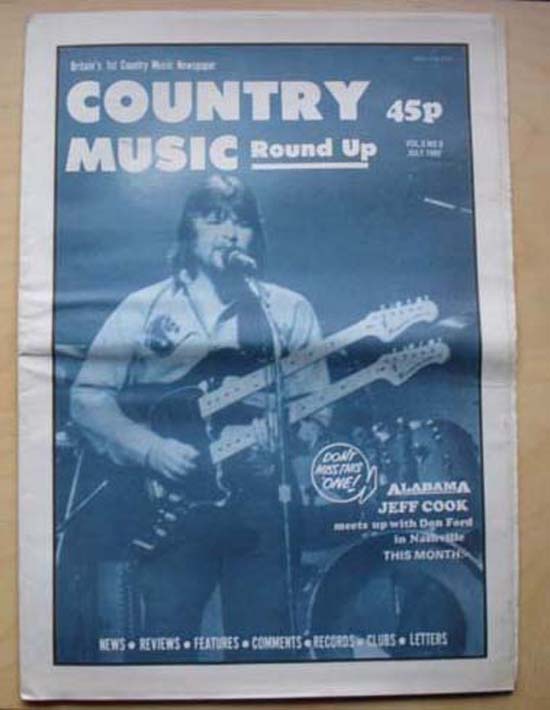 Britain's 1st Country Music Newspaper
COUNTRY 45p
MUSIC Round Up
JULY
DON'T
MISS THIS
ONE!
ALABAMA
JEFF COOK
meets up with Don Ford
in Nashville
THIS MONTH:-
NEWS • REVIEWS • FEATURES • COMMENTS • RECORDS • CLUBS • LETTERS